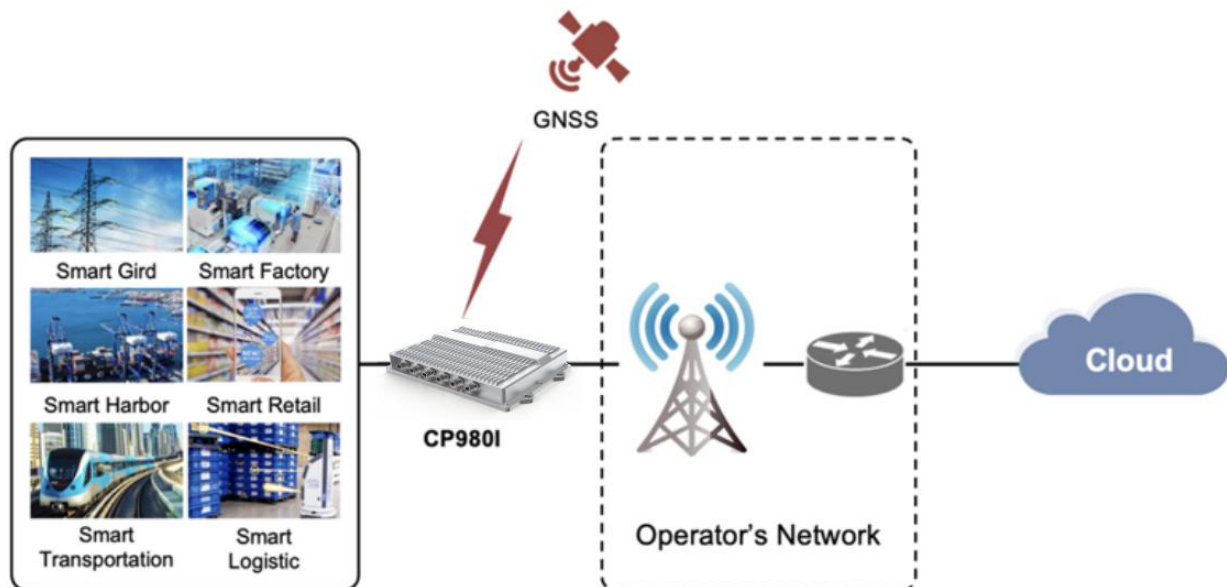 GNSS
Smart Gird
Smart Factory
Smart Harbor
Smart Retail
Smart
Transportation
Smart
Logistic
CP980I
Operator's Network
Cloud